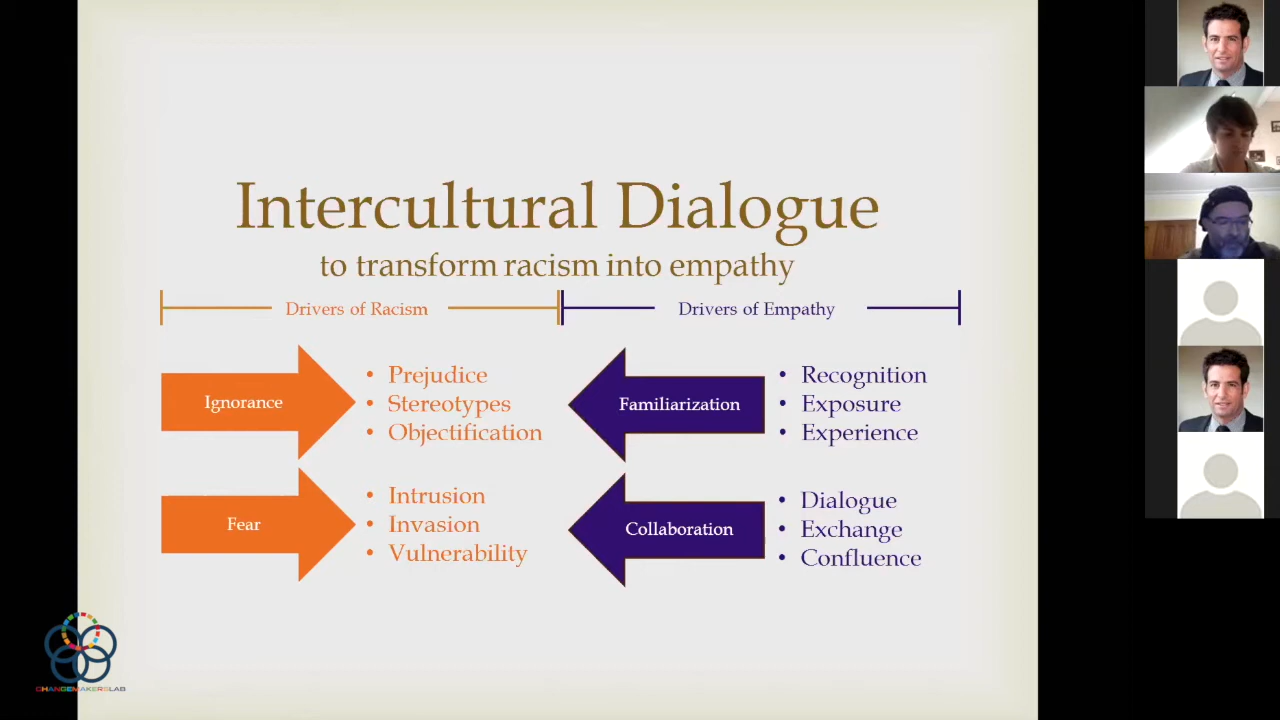 Intercultural Dialogue
to transform racism into empathy
Drivers of Racism
Drivers of Empathy
Ignorance
• Prejudice
• Stereotypes
• Objectification
Familiarization
• Recognition
• Exposure
• Experience
Fear
• Intrusion
• Invasion
• Vulnerability
Collaboration
• Dialogue
• Exchange
• Confluence
CHANGEMAKERSLAB